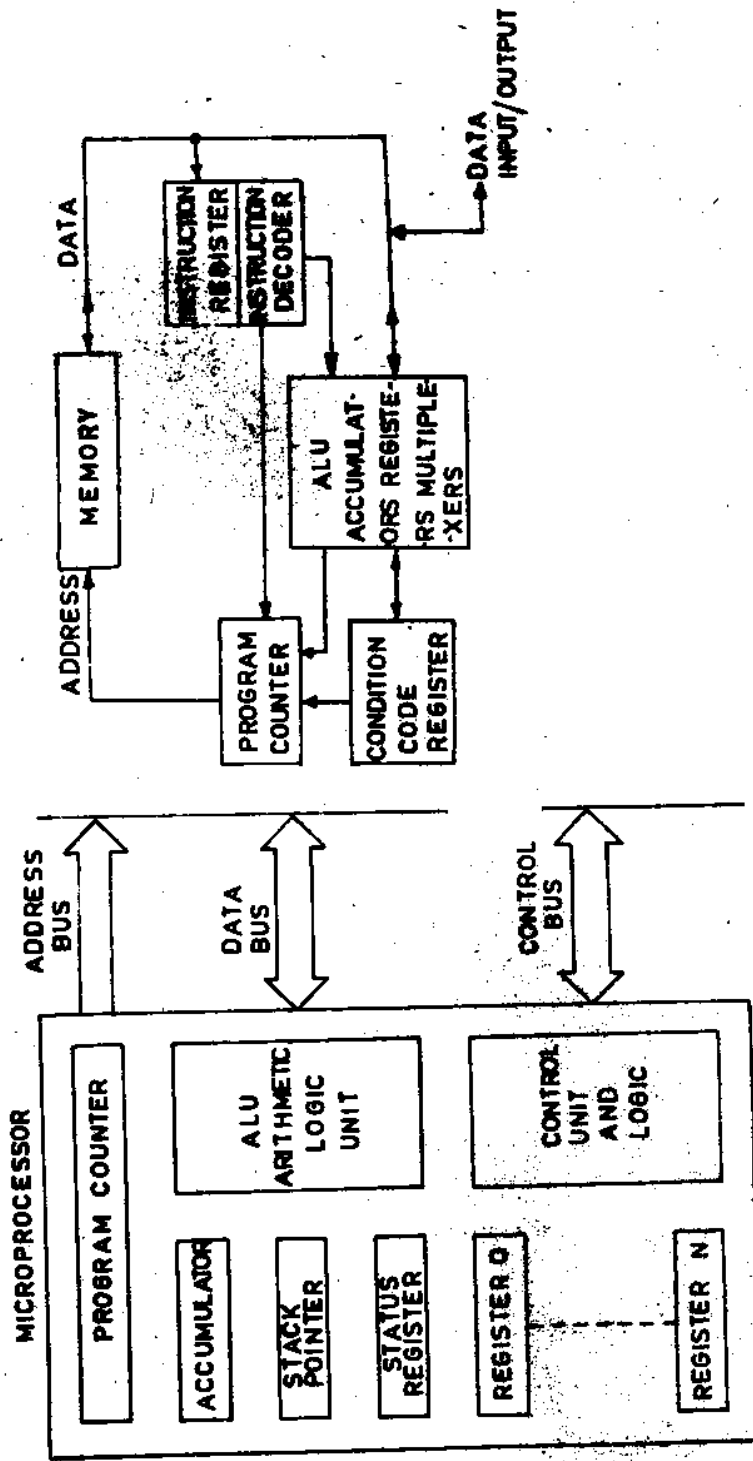 MICROPROCESSOR
PROGRAM COUNTER
ACCUMULATOR
STACK
POINTER
STATUS
REGISTER
REGISTER 0
REGISTER N
ALU
ARITHMETIC
LOGIC
UNIT
CONTROL
UNIT
AND
LOGIC
ADDRESS
BUS
DATA
BUS
CONTROL
BUS
ADDRESS
MEMORY
DATA
PROGRAM
COUNTER
INSTRUCTION
REGISTER
INSTRUCTION
DECODER
CONDITION
CODE
REGISTER
ALU
ACCUMULAT-
ORS REGISTE-
-RS MULTIPLE-
-XERS
DATA
INPUT/OUTPUT